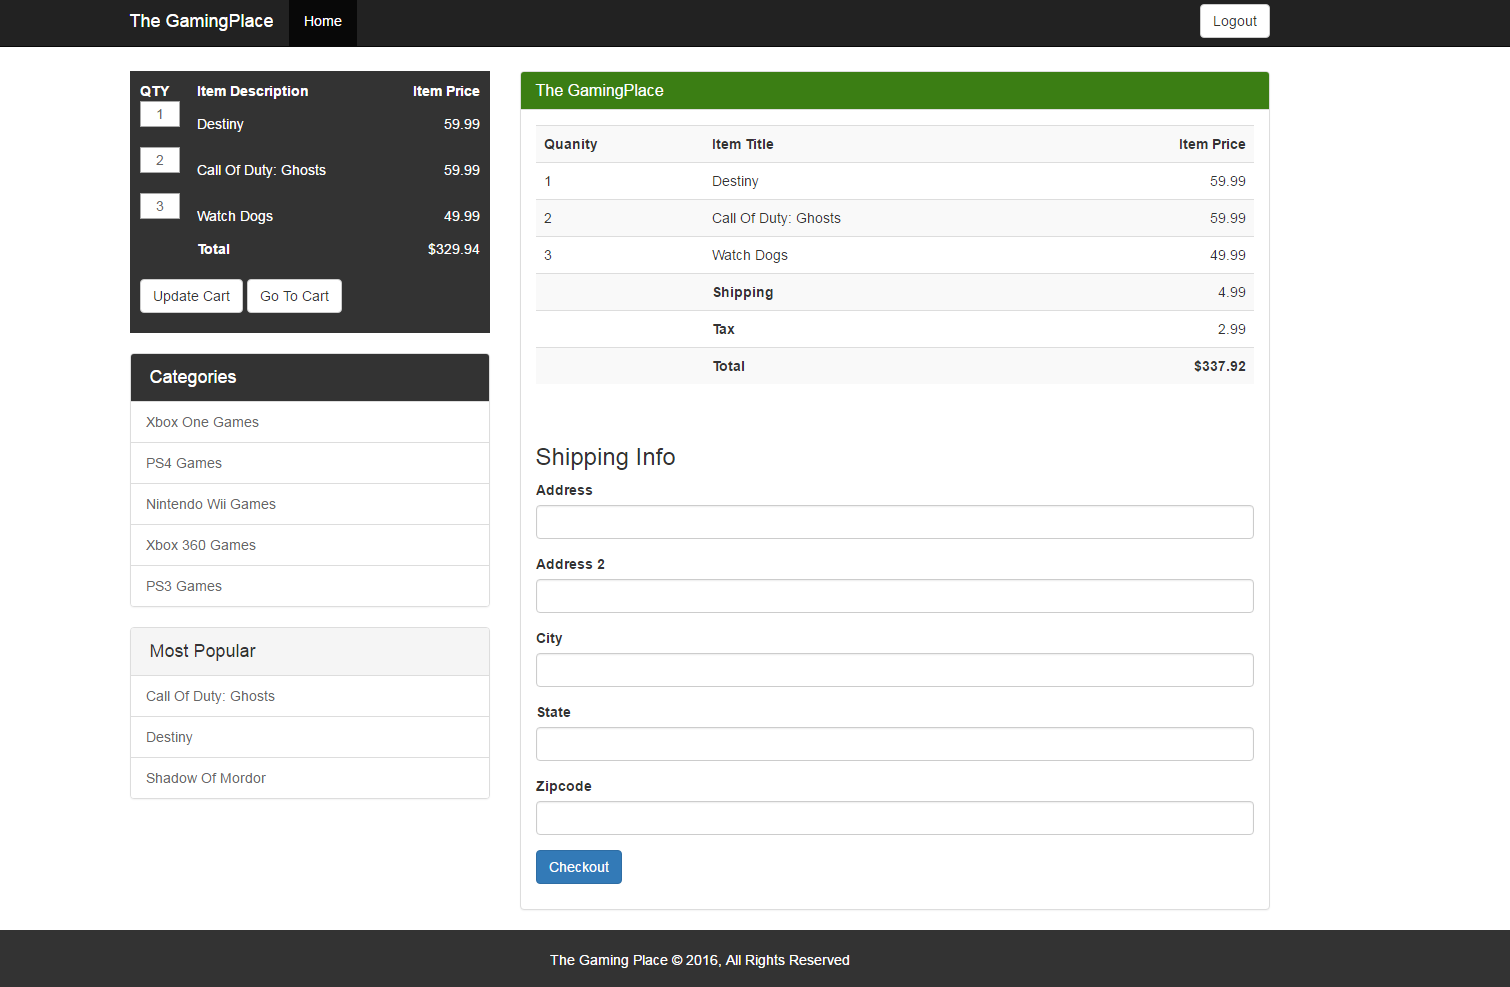 The GamingPlace Home Logout
QTY Item Description Item Price
1 Destiny 59.99
2 Call Of Duty: Ghosts 59.99
3 Watch Dogs 49.99
Total $329.94
Update Cart Go To Cart
Categories
Xbox One Games
PS4 Games
Nintendo Wii Games
Xbox 360 Games
PS3 Games
Most Popular
Call Of Duty: Ghosts
Destiny
Shadow Of Mordor
The GamingPlace
Quanity Item Title Item Price
1 Destiny 59.99
2 Call Of Duty: Ghosts 59.99
3 Watch Dogs 49.99
Shipping 4.99
Tax 2.99
Total $337.92
Shipping Info
Address
Address 2
City
State
Zipcode
Checkout
The Gaming Place © 2016, All Rights Reserved